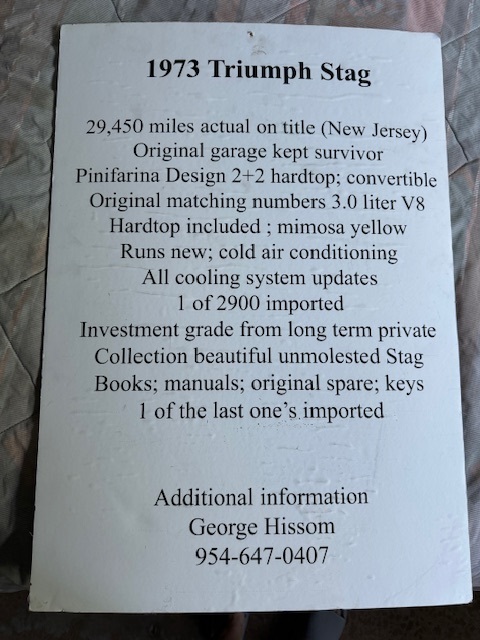 1973 Triumph Stag
29,450 miles actual on title (New Jersey)
Original garage kept survivor
Pinifarina Design 2+2 hardtop; convertible
Original matching numbers 3.0 liter V8
Hardtop included ; mimosa yellow
Runs new; cold air conditioning
All cooling system updates
1 of 2900 imported
Investment grade from long term private
Collection beautiful unmolested Stag
Books; manuals; original spare; keys
1 of the last one's imported
Additional information
George Hissom
954-647-0407